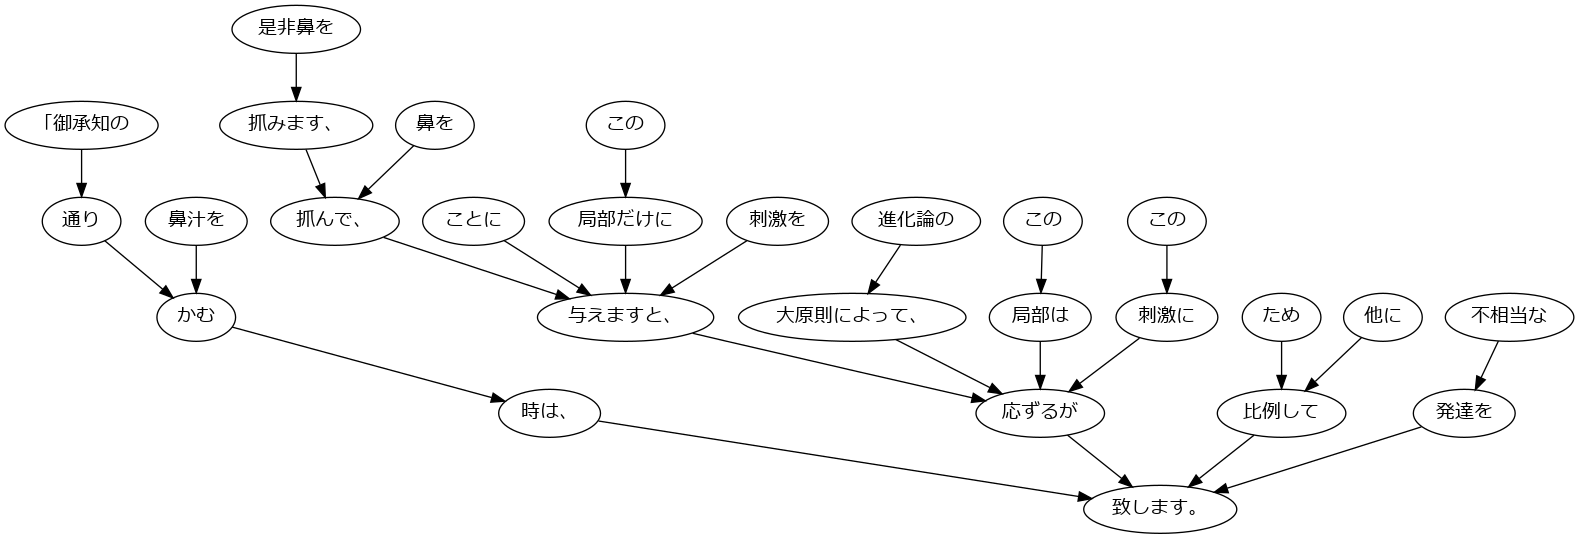 是非鼻を
「御承知の
抓みます、
鼻を
この
通り
鼻汁を
抓んで、
ことに
局部だけに
刺激を
進化論の
この
この
かむ
与えますと、
大原則によって、
局部は
刺激に
ため
他に
不相当な
時は、
応ずるが
比例して
発達を
致します。